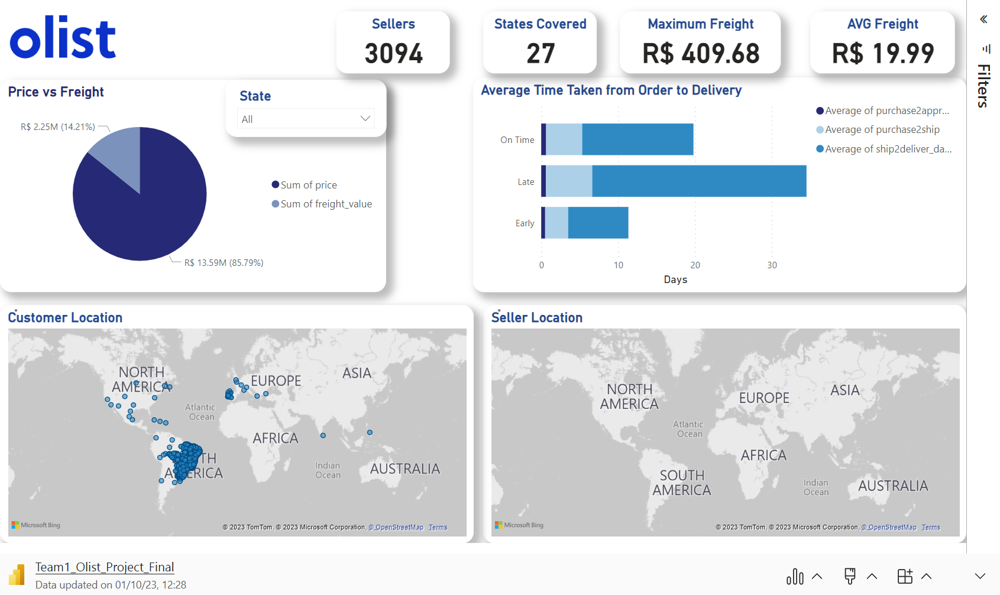 olist
Sellers
3094
States Covered
27
Maximum Freight
R$ 409.68
AVG Freight
R$ 19.99
Filters
Price vs Freight
State
All
R$ 2.25M (14.21%)
R$ 13.59M (85.79%)
Sum of price
Sum of freight_value
Average Time Taken from Order to Delivery
On Time
Late
Early
0 10 20 30
Days
Average of purchase2appr...
Average of purchase2ship
Average of ship2deliver_da...
Customer Location
NORTH
AMERICA
EUROPE
ASIA
Atlantic
Ocean
AFRICA
TH
AMERICA
Indian
Ocean
AUSTRALIA
Microsoft Bing
© 2023 TomTom, © 2023 Microsoft Corporation, © OpenStreetMap Terms
Seller Location
NORTH
AMERICA
EUROPE
ASIA
Atlantic
Ocean
AFRICA
SOUTH
AMERICA
Indian
Ocean
AUSTRALIA
Microsoft Bing
© 2023 TomTom, © 2023 Microsoft Corporation, © OpenStreetMap Terms
Team1_Olist_Project_Final
Data updated on 01/10/23, 12:28